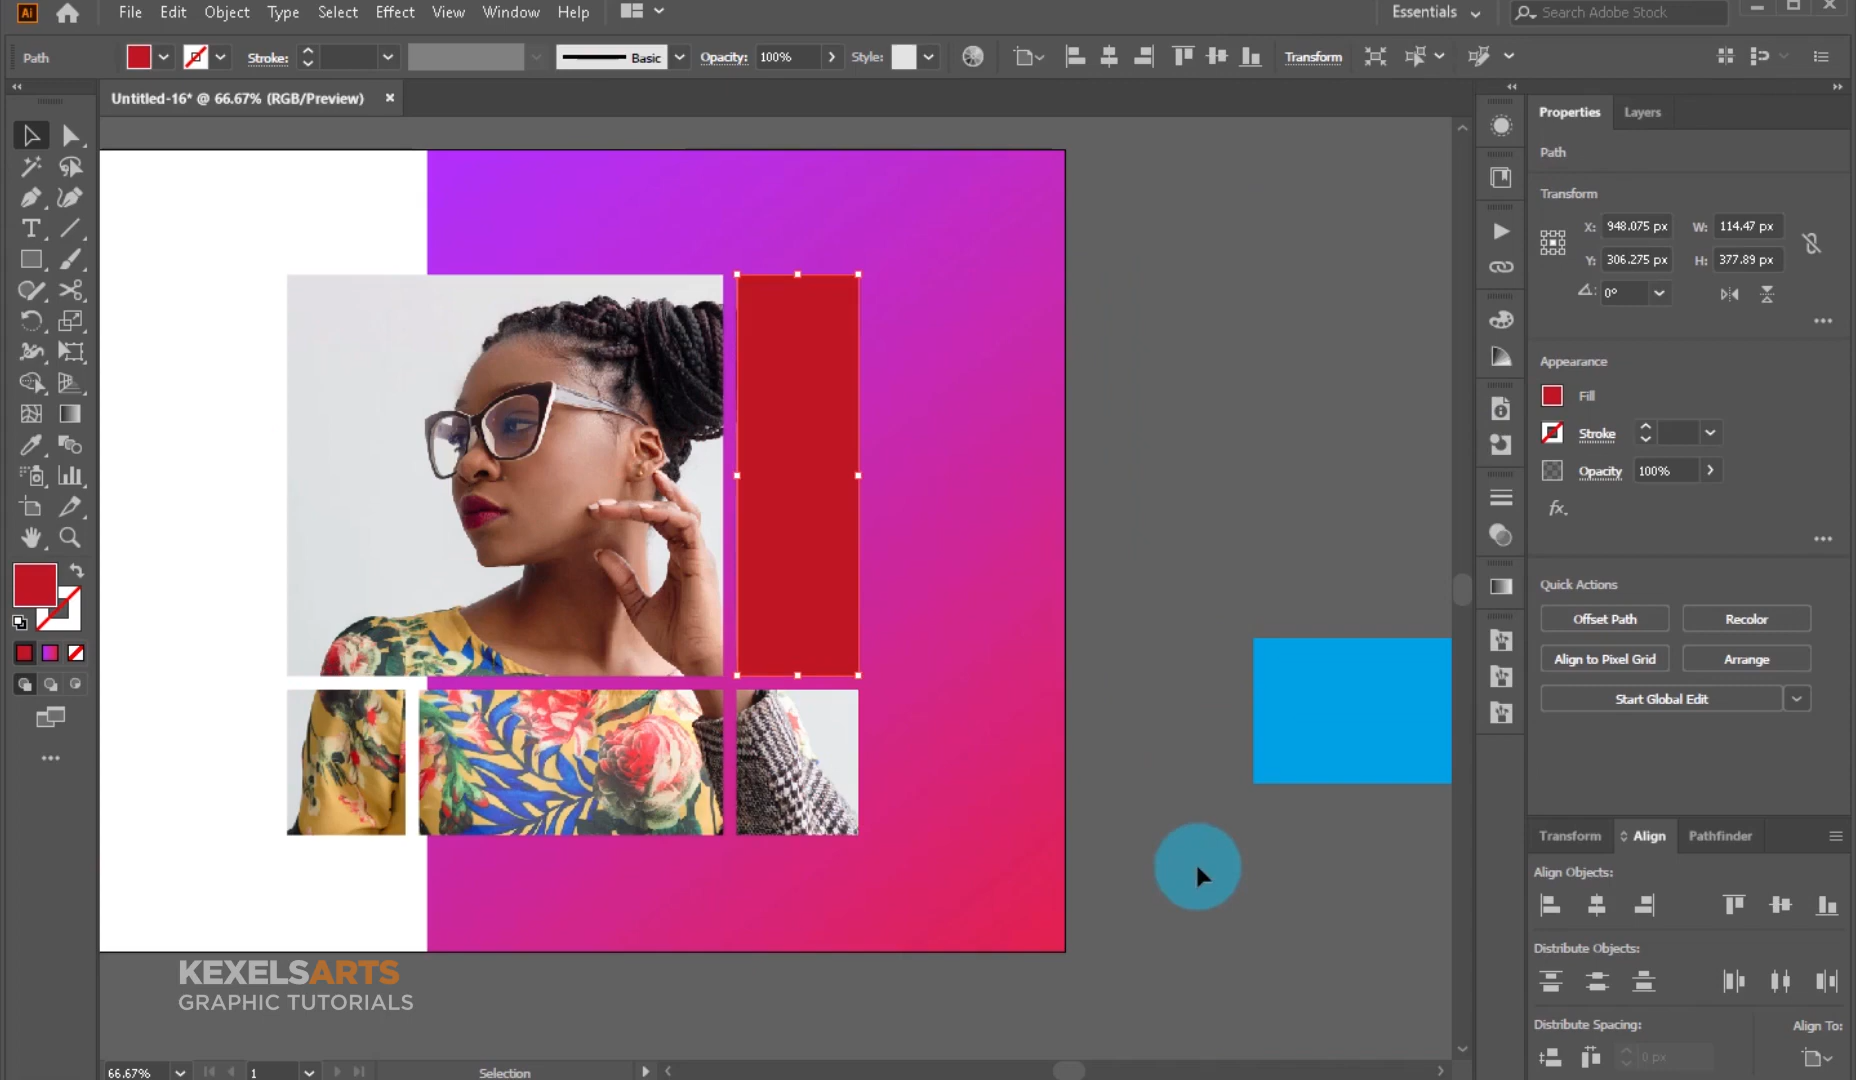 Ai File Edit Object Type Select Effect View Window Help Essentials Search Adobe Stock
Path Stroke: Basic Opacity: 100% Style: Transform
Untitled-16* @ 66.67% (RGB/Preview) ×
Properties Layers
Path
Transform
X: 948.075 px W: 114.47 px
Y: 306.275 px H: 377.89 px
0°
Appearance
Fill
Stroke
Opacity 100%
fx.
Quick Actions
Offset Path Recolor
Align to Pixel Grid Arrange
Start Global Edit
Transform Align Pathfinder
Align Objects:
Distribute Objects:
Distribute Spacing: Align To:
0 px
KEXELSARTS
GRAPHIC TUTORIALS
66.67% 1 Selection